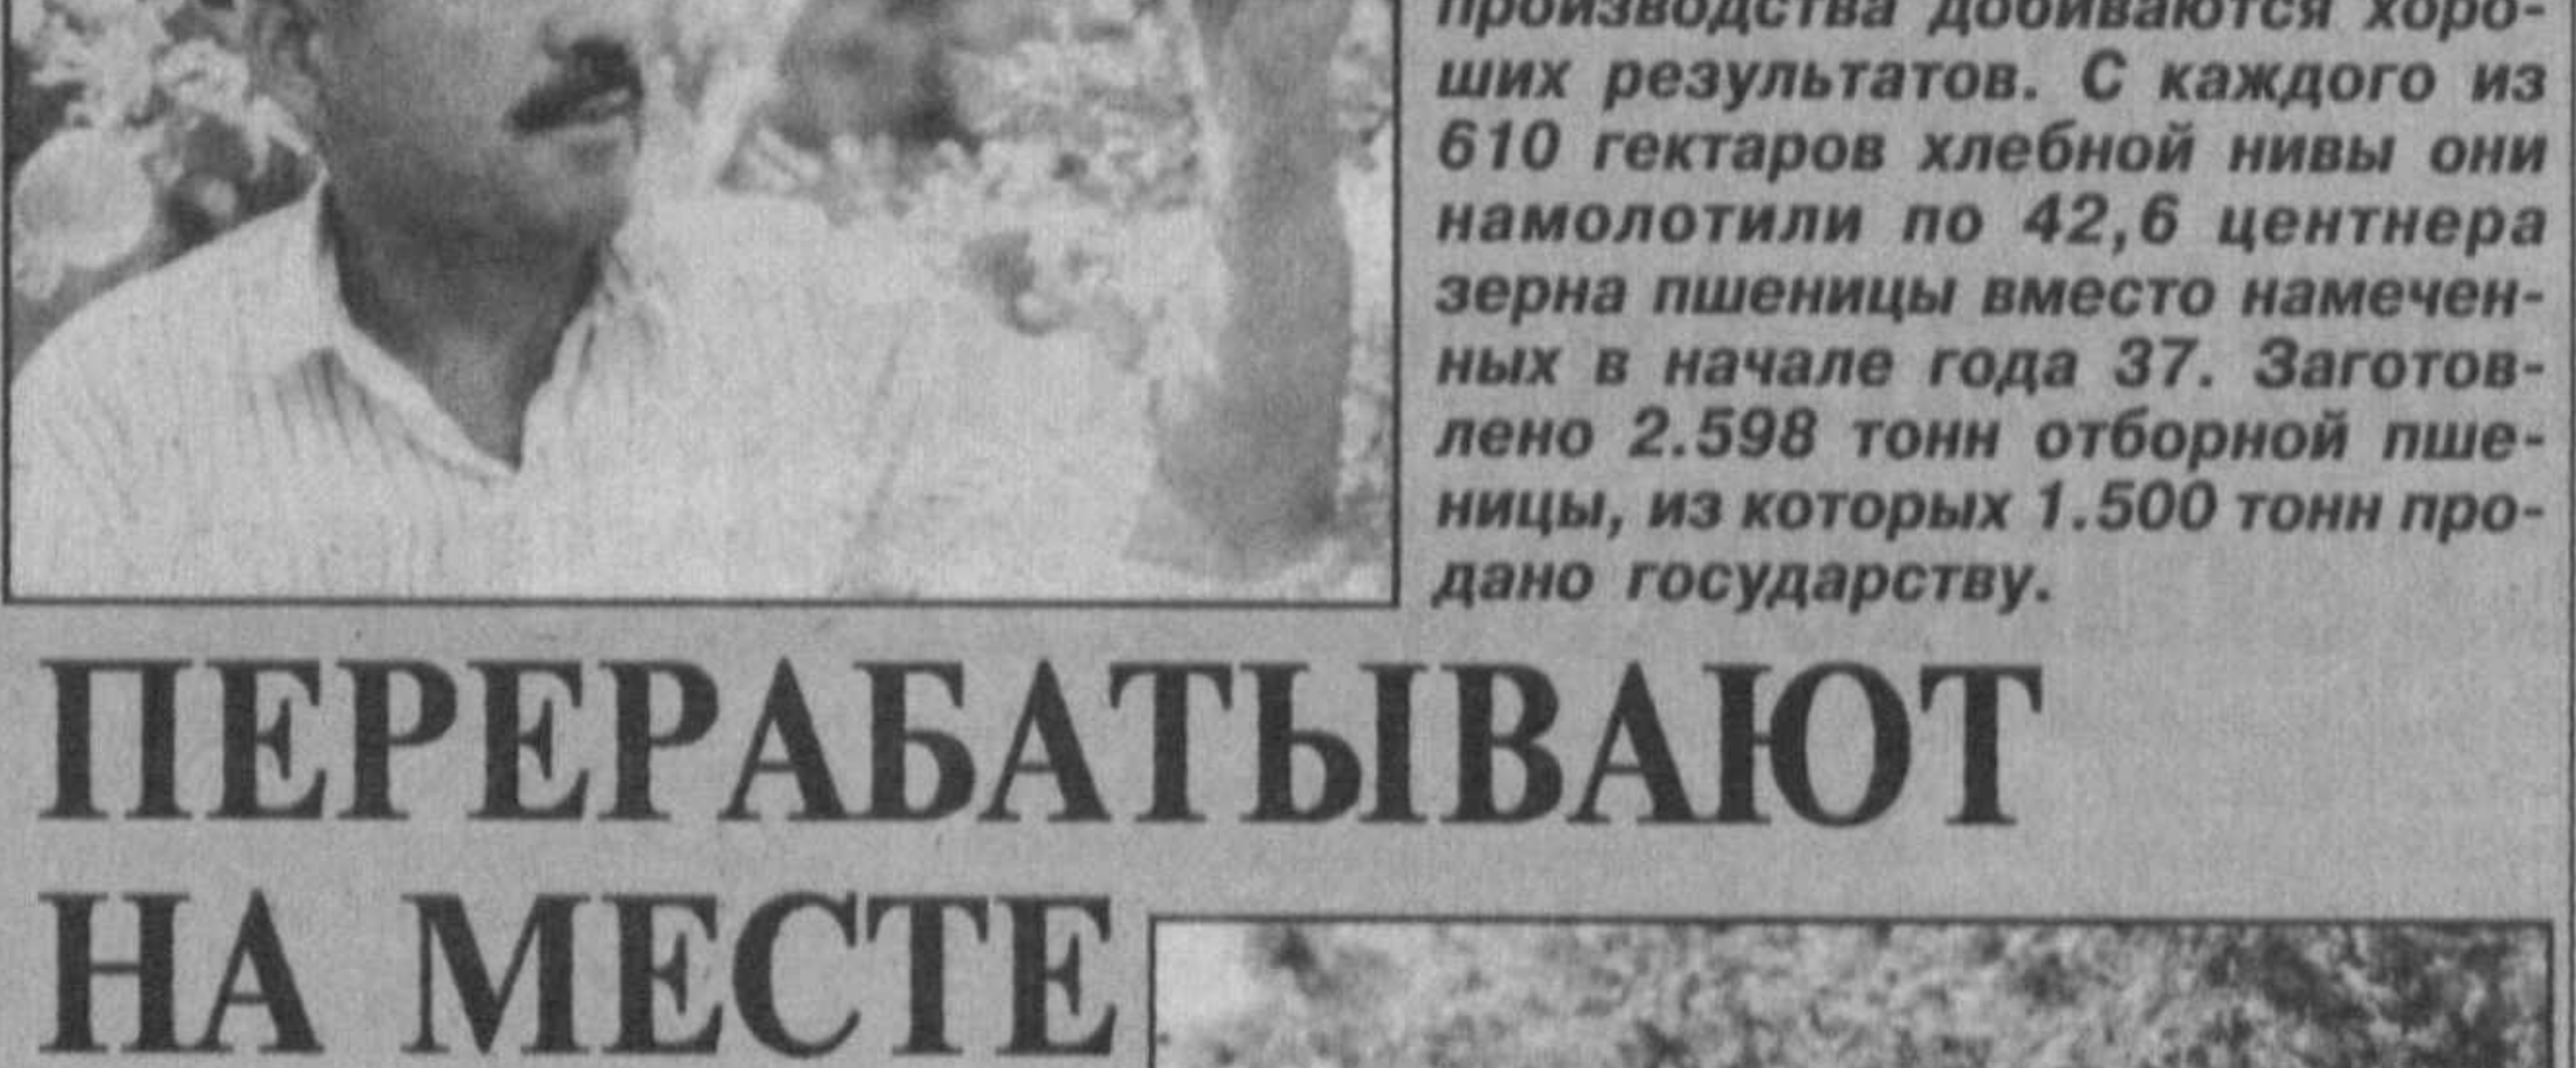 производства добиваются хоро-
ших результатов. С каждого из
610 гектаров хлебной нивы они
намолотили по 42,6 центнера
зерна пшеницы вместо намечен-
ных в начале года 37. Заготов-
лено 2.598 тонн отборной пше-
ницы, из которых 1.500 тонн про-
дано государству.
ПЕРЕРАБАТЫВАЮТ
НА МЕСТЕ